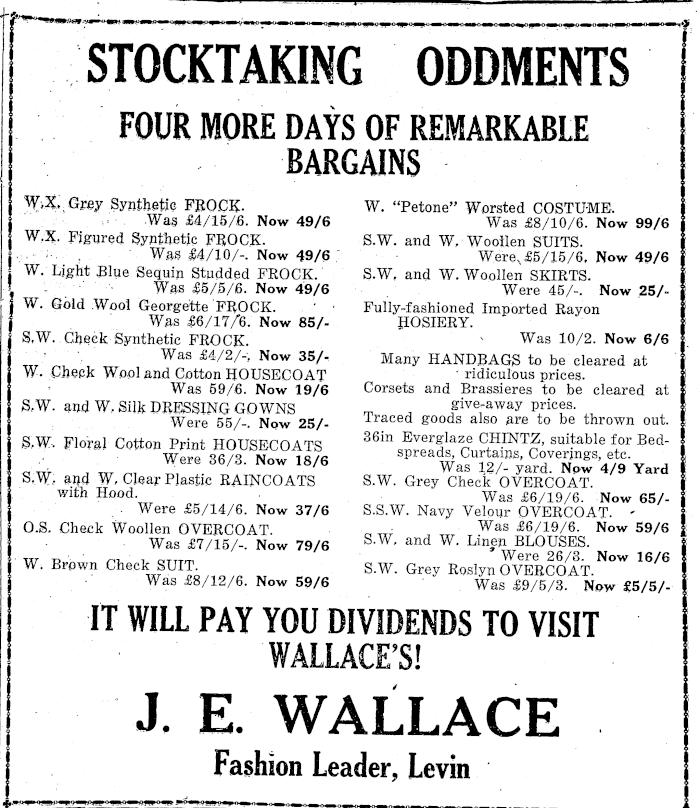 STOCKTAKING ODDMENTS
FOUR MORE DAYS OF REMARKABLE
BARGAINS
W.X. Grey Synthetic FROCK.
Was £4/15/6. Now 49/6
W.X. Figured Synthetic FROCK.
Was £4/10/-. Now 49/6
W. Light Blue Sequin Studded FROCK.
Was £5/5/6. Now 49/6
W. Gold Wool Georgette FROCK.
Was £6/17/6. Now 85/-
S.W. Check Synthetic FROCK.
Was £4/2/-, Now 35/-
W. Check Wool and Cotton HOUSECOAT
Was 59/6. Now 19/6
S.W. and W. Silk DRESSING GOWNS
Were 55/-. Now 25/-
S.W. Floral Cotton Print HOUSECOATS
Were 36/3. Now 18/6
S.W. and W. Clear Plastic RAINCOATS
with Hood.
Were £5/14/6. Now 37/6
O.S. Check Woollen OVERCOAT.
Was £7/15/-. Now 79/6
W. Brown Check SUIT.
Was £8/12/6. Now 59/6
W. "Petone" Worsted COSTUME.
Was £8/10/6. Now 99/6
S.W. and W. Woollen SUITS.
Were £5/15/6, Now 49/6
S.W. and W. Woollen SKIRTS.
Were 45/-. Now 25/-
Fully-fashioned Imported Rayon
HOSIERY.
Was 10/2. Now 6/6
Many HANDBAGS to be cleared at
ridiculous prices.
Corsets and Brassieres to be cleared at
give-away prices.
Traced goods also are to be thrown out.
36in Everglaze CHINTZ, suitable for Bed-
spreads, Curtains, Coverings, etc.
Was 12/- yard. Now 4/9 Yard
S.W. Grey Check OVERCOAT.
Was £6/19/6. Now 65/-
S.S.W. Navy Velour OVERCOAT.
Was £6/19/6. Now 59/6
S.W. and W. Linen BLOUSES.
Were 26/3. Now 16/6
S.W. Grey Roslyn OVERCOAT.
Was £9/5/3. Now £5/5/-
IT WILL PAY YOU DIVIDENDS TO VISIT
WALLACE'S!
J. E. WALLACE
Fashion Leader, Levin